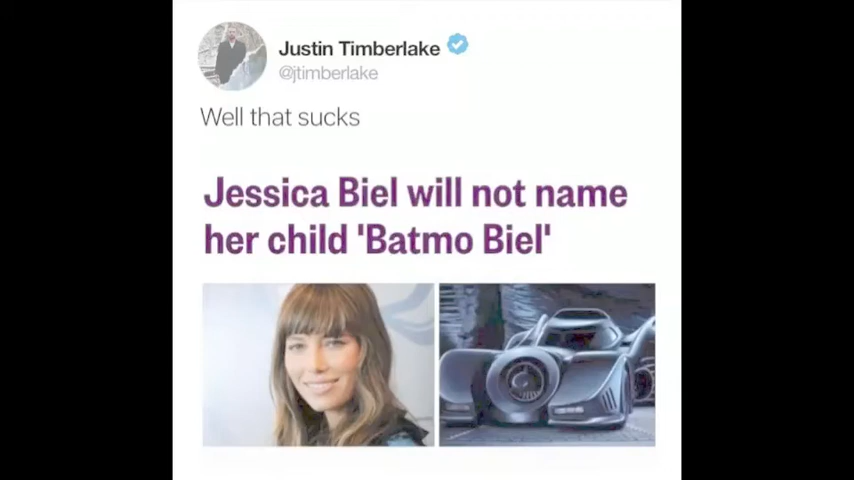 Justin Timberlake
@jtimberlake
Well that sucks
Jessica Biel will not name
her child 'Batmo Biel'